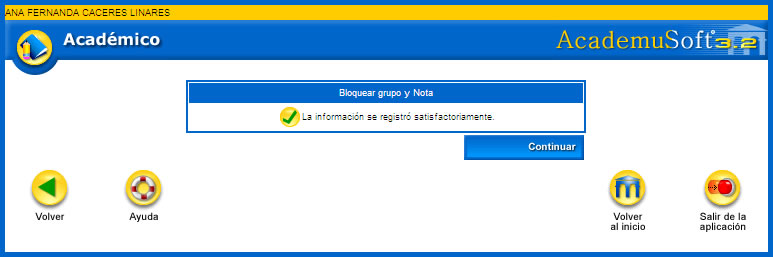 ANA FERNANDA CACERES LINARES
Académico
AcademuSoft 3.2
Bloquear grupo y Nota
La información se registró satisfactoriamente.
Continuar
Volver
Ayuda
Volver
al inicio
Salir de la
aplicación